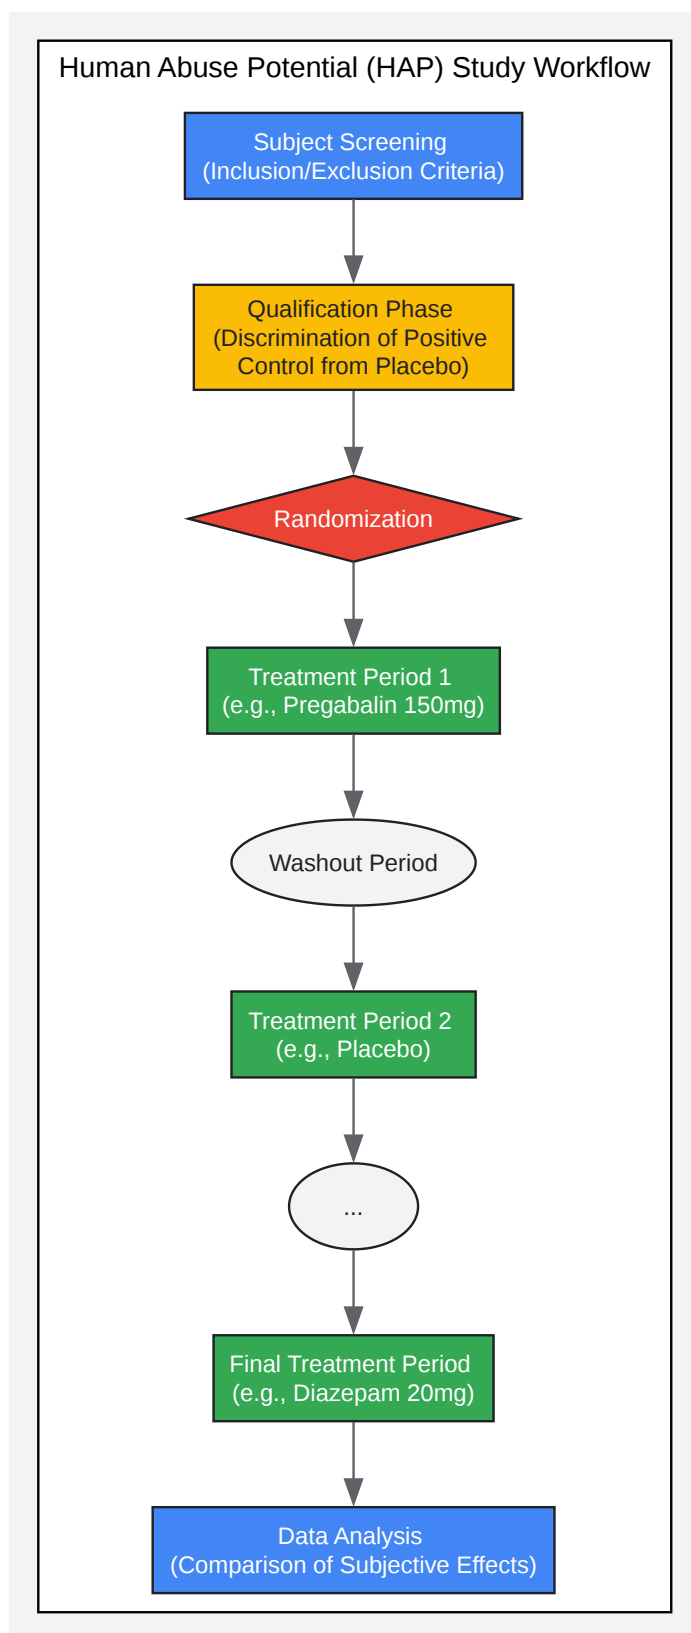 Human Abuse Potential (HAP) Study Workflow
Subject Screening
(Inclusion/Exclusion Criteria)
Qualification Phase
(Discrimination of Positive
Control from Placebo)
Randomization
Treatment Period 1
(e.g., Pregabalin 150mg)
Washout Period
Treatment Period 2
(e.g., Placebo)
...
Final Treatment Period
(e.g., Diazepam 20mg)
Data Analysis
(Comparison of Subjective Effects)